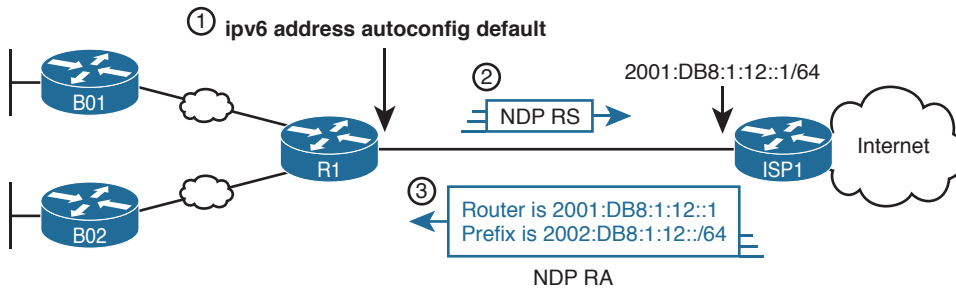 ① ipv6 address autoconfig default
② 
2001:DB8:1:12::1/64
B01
NDP RS
R1
ISP1
Internet
B02
③
Router is 2001:DB8:1:12::1
Prefix is 2002:DB8:1:12::/64
NDP RA